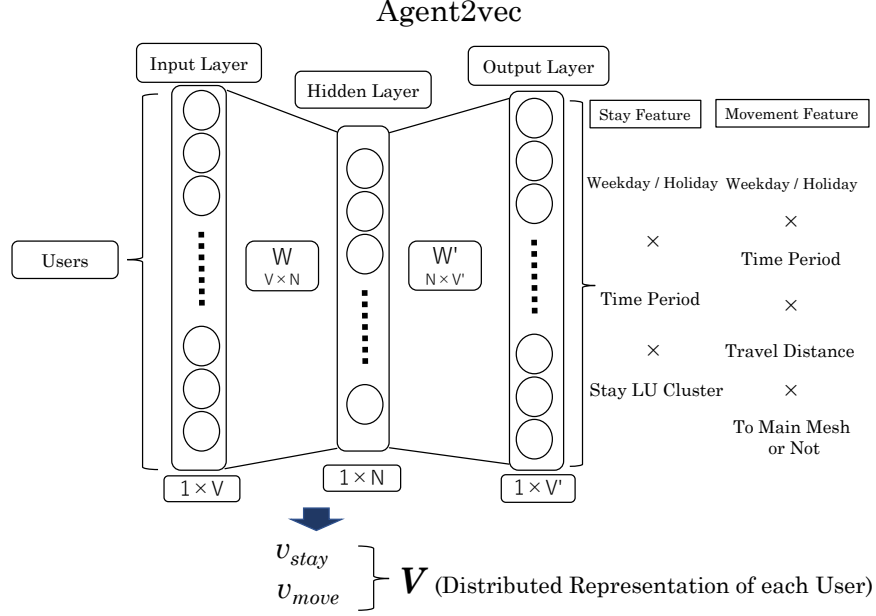 Agent2vec
Input Layer
Hidden Layer
Output Layer
Users
W
V × N
W'
N × V'
1 × V
1 × N
1 × V'
Stay Feature
Weekday / Holiday
×
Time Period
×
Stay LU Cluster
Movement Feature
Weekday / Holiday
×
Time Period
×
Travel Distance
×
To Main Mesh
or Not
v_stay
v_move
V (Distributed Representation of each User)